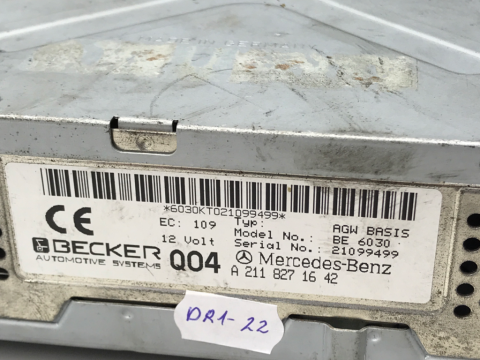 *6030KT021099499*
CE EC: 109 Typ: AGW BASIS
12 Volt Model No.: BE 6030
BECKER Serial No.: 21099499
AUTOMOTIVE SYSTEMS Q04 Mercedes-Benz
A 211 827 16 42
DR1-22